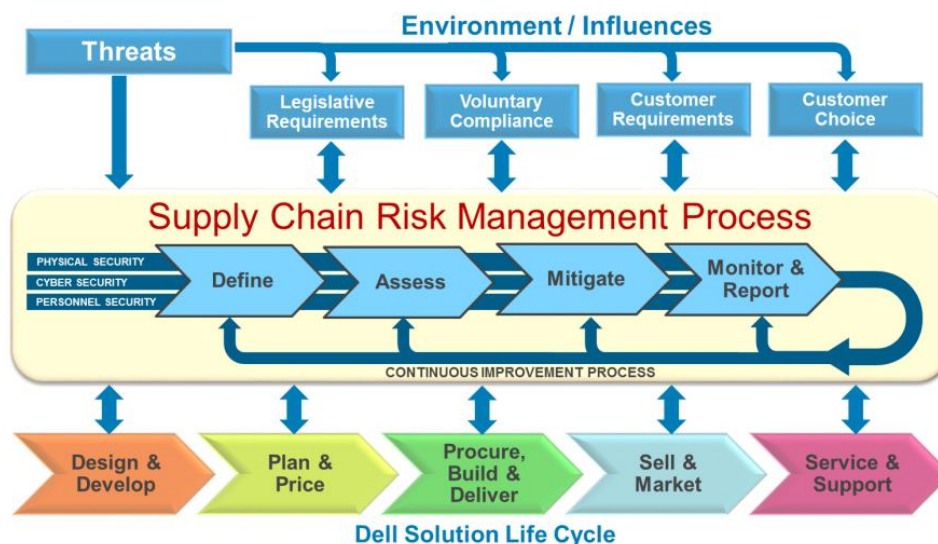 Environment / Influences
Threats
Legislative
Requirements
Voluntary
Compliance
Customer
Requirements
Customer
Choice
Supply Chain Risk Management Process
PHYSICAL SECURITY
CYBER SECURITY
PERSONNEL SECURITY
Define
Assess
Mitigate
Monitor &
Report
CONTINUOUS IMPROVEMENT PROCESS
Design &
Develop
Plan &
Price
Procure,
Build &
Deliver
Sell &
Market
Service &
Support
Dell Solution Life Cycle